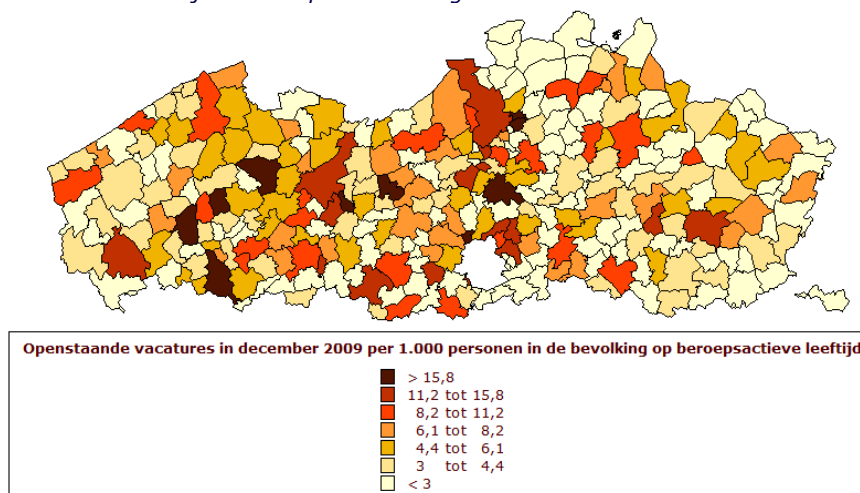 Openstaande vacatures in december 2009 per 1.000 personen in de bevolking op beroepsactieve leeftijd
> 15,8
11,2 tot 15,8
8,2 tot 11,2
6,1 tot 8,2
4,4 tot 6,1
3 tot 4,4
< 3